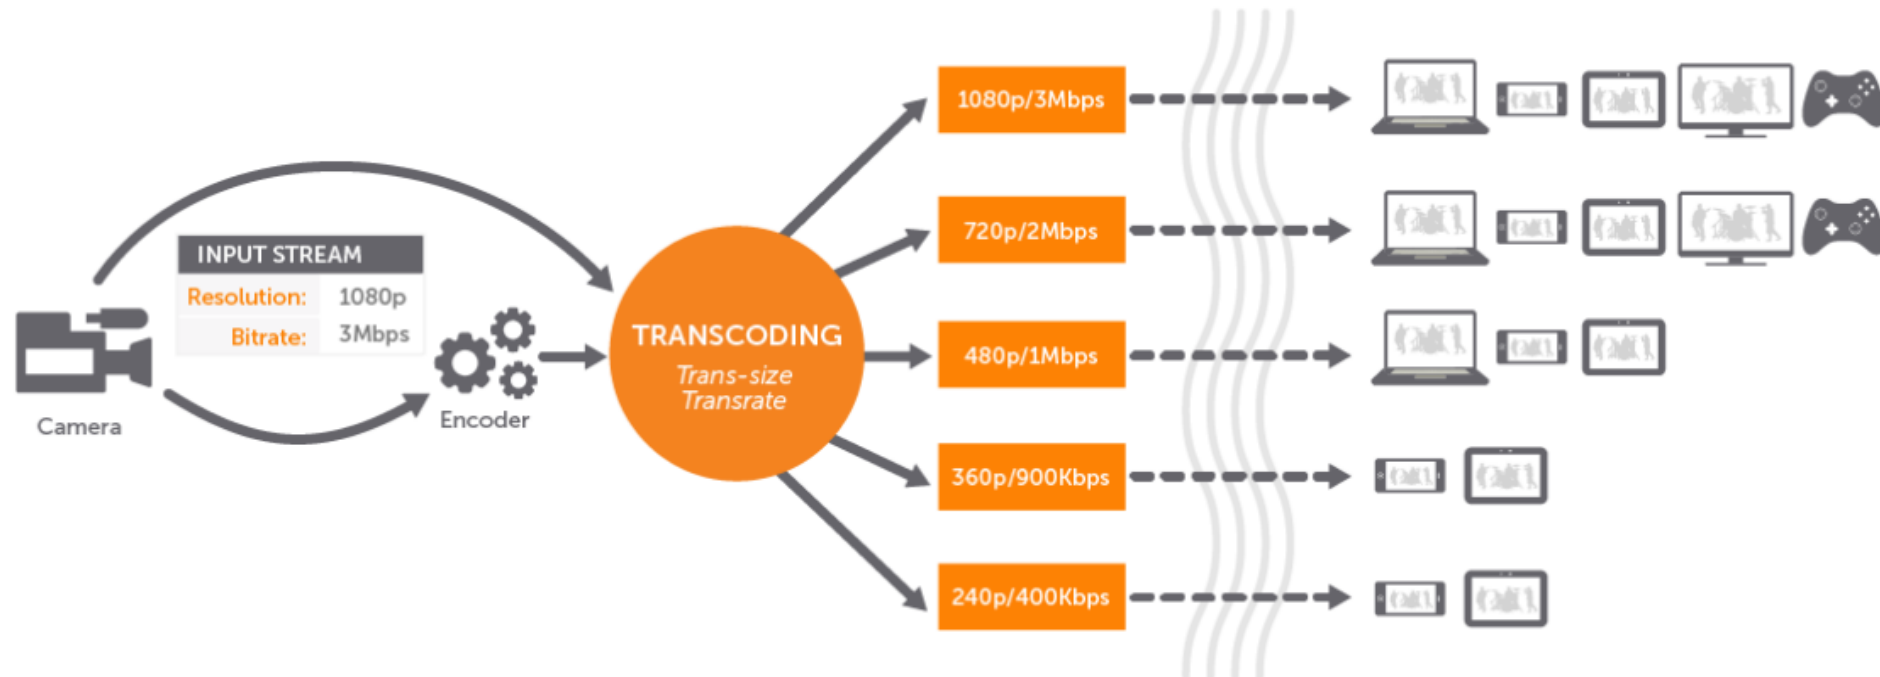 INPUT STREAM
Resolution: 1080p
Bitrate: 3Mbps
Camera
Encoder
TRANSCODING
Trans-size
Transrate
1080p/3Mbps
720p/2Mbps
480p/1Mbps
360p/900Kbps
240p/400Kbps